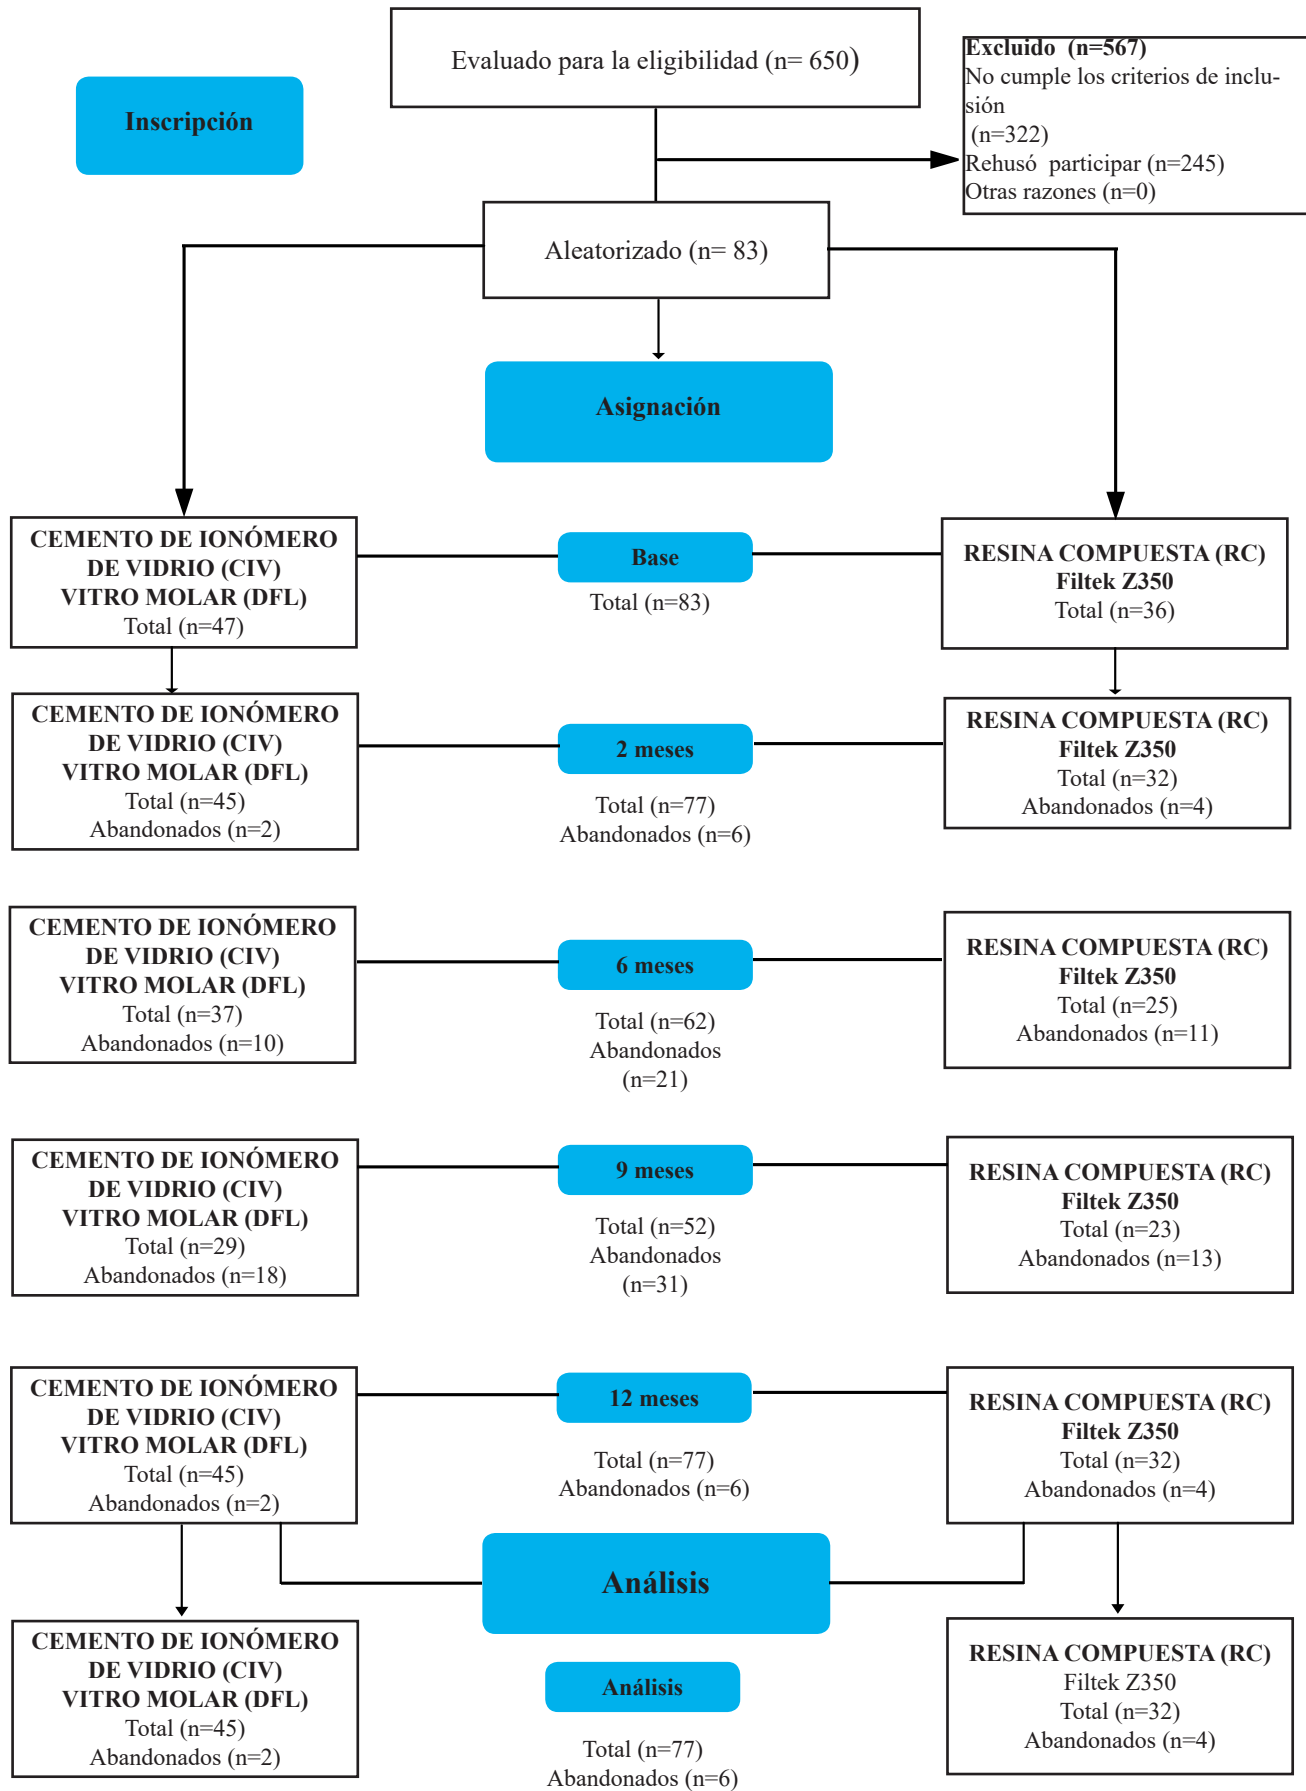 Evaluado para la eligibilidad (n= 650)
Excluido (n=567)
No cumple los criterios de inclu-
sión
(n=322)
Rehusó participar (n=245)
Otras razones (n=0)
Inscripción
Aleatorizado (n= 83)
Asignación
CEMENTO DE IONÓMERO
DE VIDRIO (CIV)
VITRO MOLAR (DFL)
Total (n=47)
Base
Total (n=83)
RESINA COMPUESTA (RC)
Filtek Z350
Total (n=36)
CEMENTO DE IONÓMERO
DE VIDRIO (CIV)
VITRO MOLAR (DFL)
Total (n=45)
Abandonados (n=2)
2 meses
Total (n=77)
Abandonados (n=6)
RESINA COMPUESTA (RC)
Filtek Z350
Total (n=32)
Abandonados (n=4)
CEMENTO DE IONÓMERO
DE VIDRIO (CIV)
VITRO MOLAR (DFL)
Total (n=37)
Abandonados (n=10)
6 meses
Total (n=62)
Abandonados
(n=21)
RESINA COMPUESTA (RC)
Filtek Z350
Total (n=25)
Abandonados (n=11)
CEMENTO DE IONÓMERO
DE VIDRIO (CIV)
VITRO MOLAR (DFL)
Total (n=29)
Abandonados (n=18)
9 meses
Total (n=52)
Abandonados
(n=31)
RESINA COMPUESTA (RC)
Filtek Z350
Total (n=23)
Abandonados (n=13)
CEMENTO DE IONÓMERO
DE VIDRIO (CIV)
VITRO MOLAR (DFL)
Total (n=45)
Abandonados (n=2)
12 meses
Total (n=77)
Abandonados (n=6)
RESINA COMPUESTA (RC)
Filtek Z350
Total (n=32)
Abandonados (n=4)
Análisis
CEMENTO DE IONÓMERO
DE VIDRIO (CIV)
VITRO MOLAR (DFL)
Total (n=45)
Abandonados (n=2)
Análisis
Total (n=77)
Abandonados (n=6)
RESINA COMPUESTA (RC)
Filtek Z350
Total (n=32)
Abandonados (n=4)